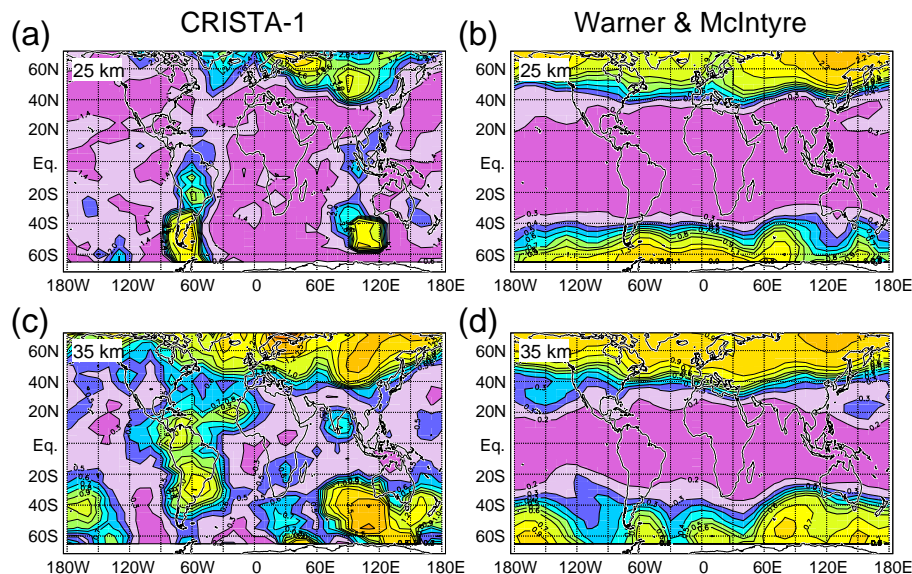 CRISTA-1 Warner & McIntyre
(a) (b)
60N 25 km 60N 25 km
40N 40N
20N 20N
Eq. Eq.
20S 20S
40S 40S
60S 60S
180W 120W 60W 0 60E 120E 180E 180W 120W 60W 0 60E 120E 180E
(c) (d)
60N 35 km 60N 35 km
40N 40N
20N 20N
Eq. Eq.
20S 20S
40S 40S
60S 60S
180W 120W 60W 0 60E 120E 180E 180W 120W 60W 0 60E 120E 180E